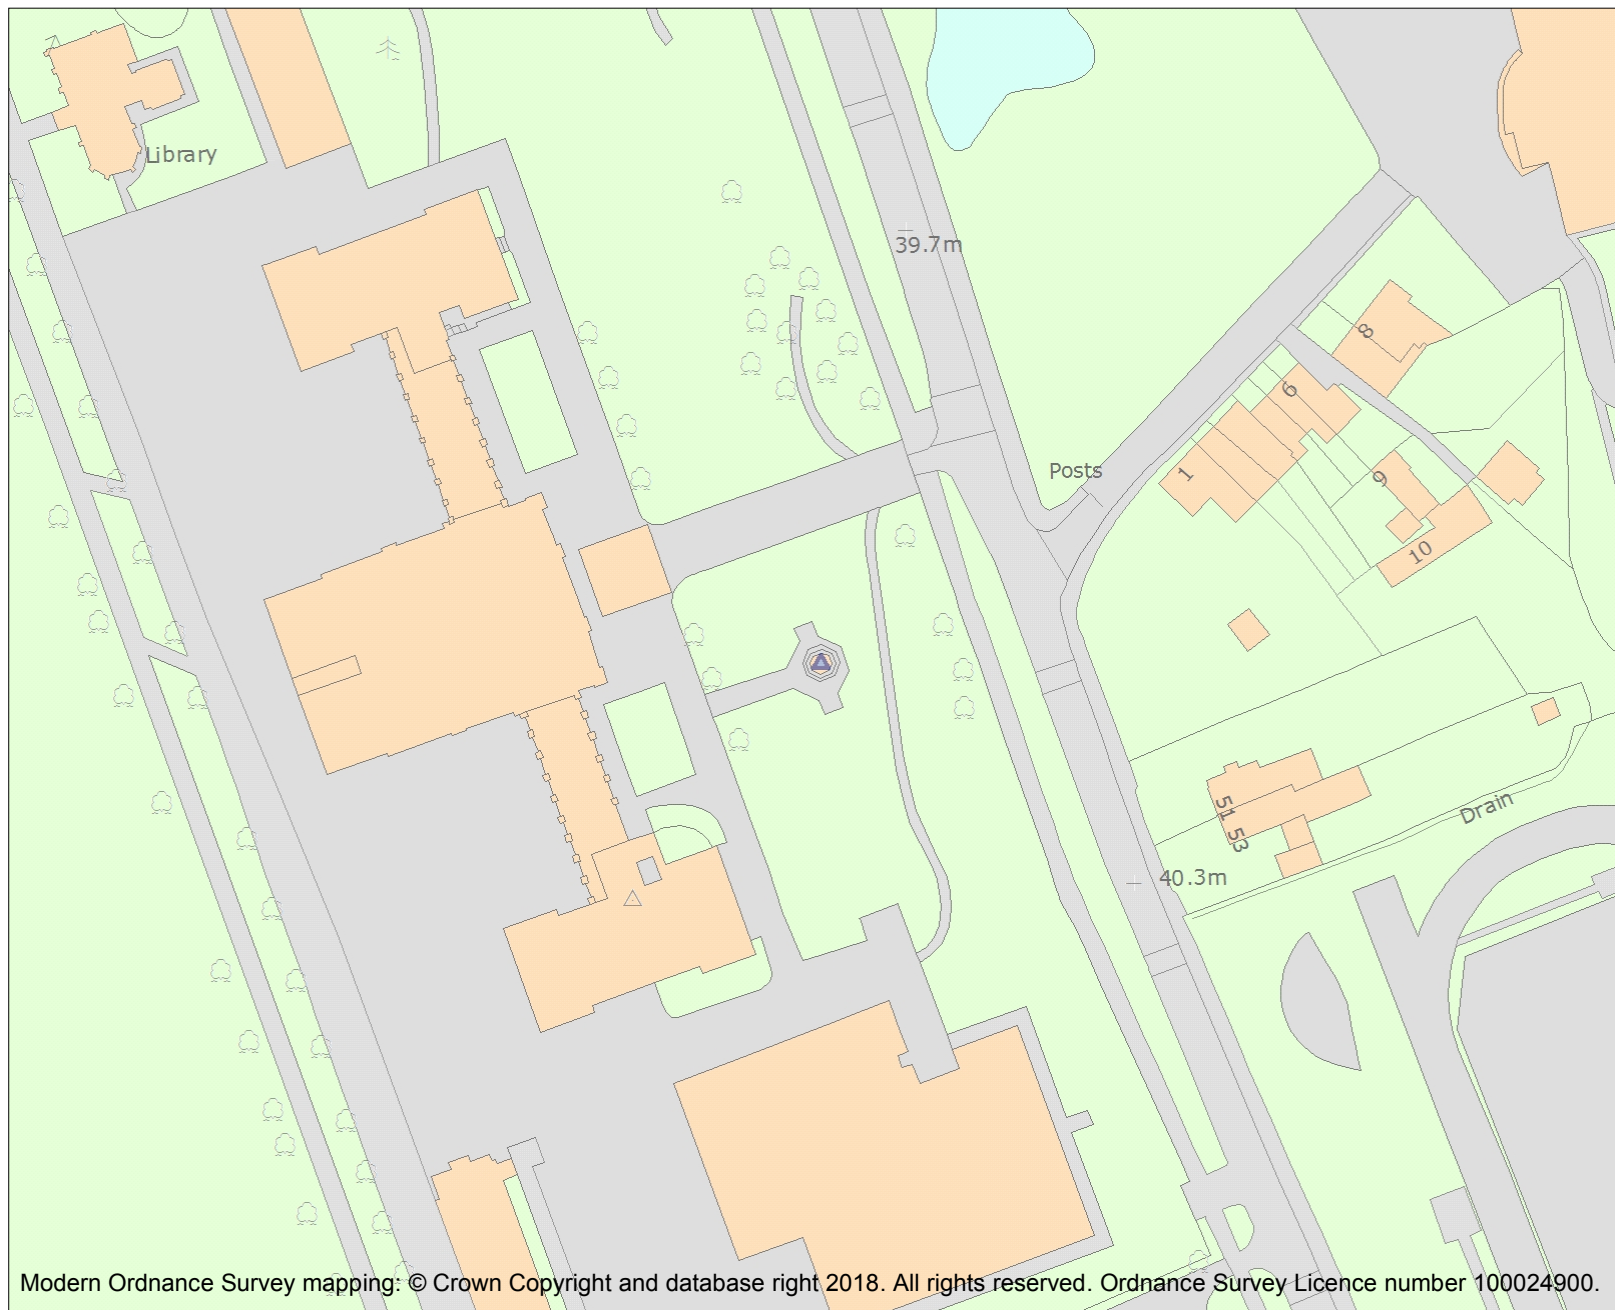 Library
39.7m
8
6
Posts
1
9
10
51
53
Drain
40.3m
Modern Ordnance Survey mapping: © Crown Copyright and database right 2018. All rights reserved. Ordnance Survey Licence number 100024900.